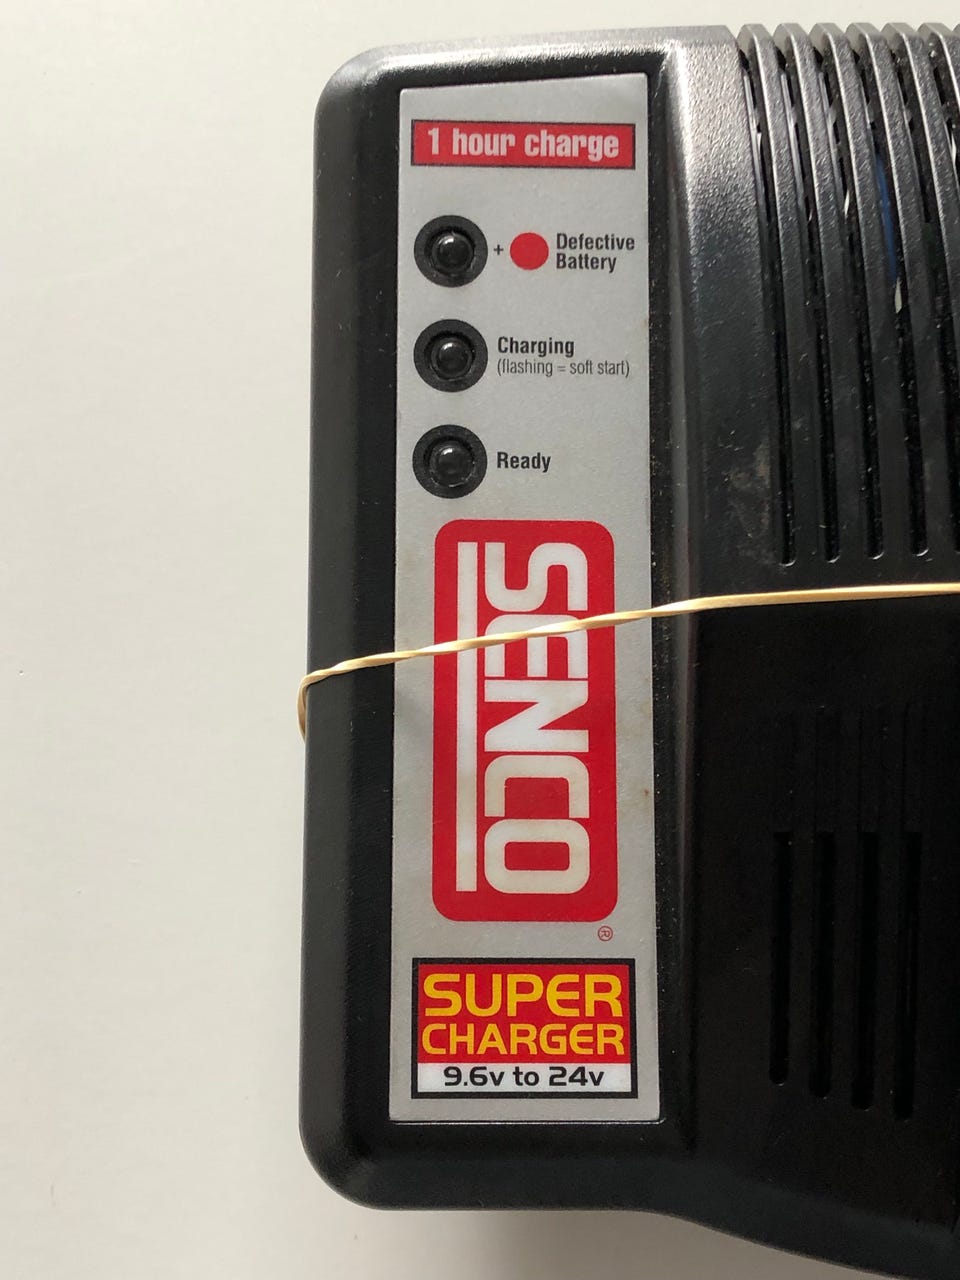 1 hour charge
+ Defective
Battery
Charging
(flashing = soft start)
Ready
SENCO
®
SUPER
CHARGER
9.6v to 24v